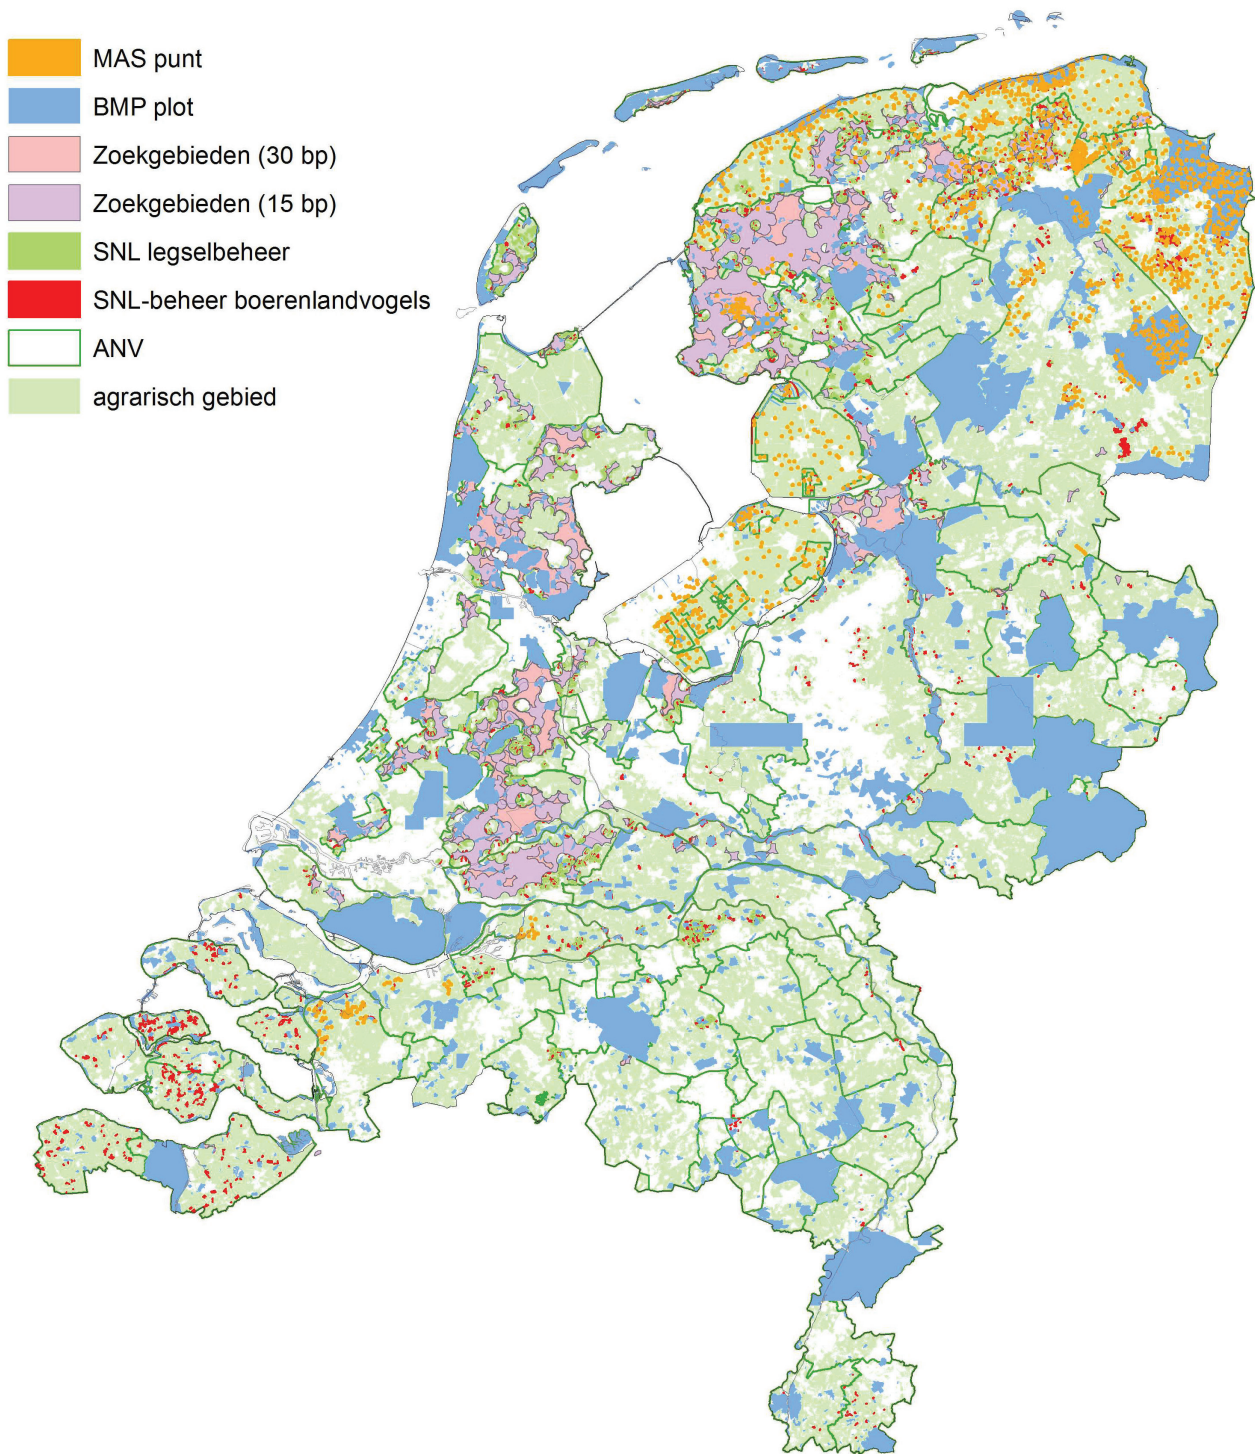 MAS punt
BMP plot
Zoekgebieden (30 bp)
Zoekgebieden (15 bp)
SNL legselbeheer
SNL-beheer boerenlandvogels
ANV
agrarisch gebied